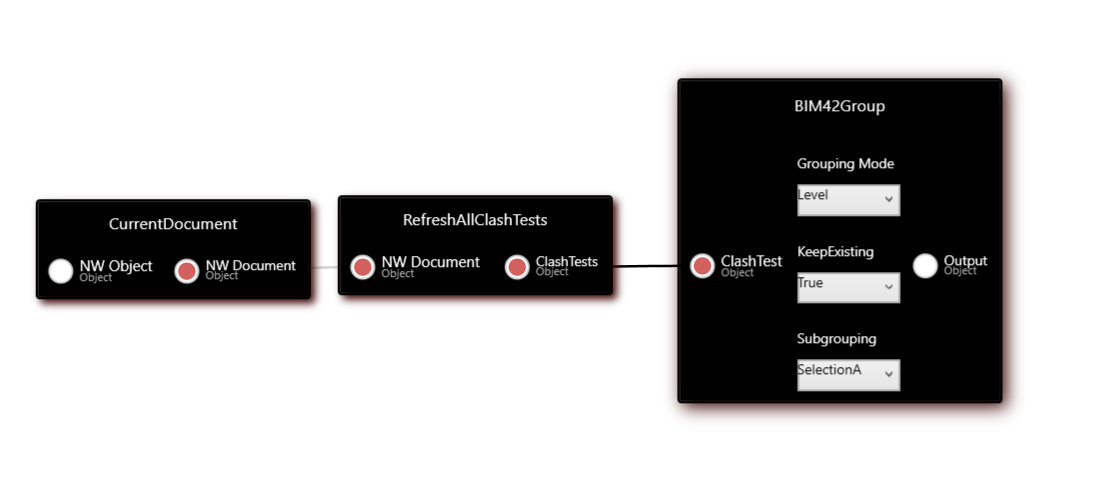 CurrentDocument
NW Object
Object
NW Document
Object
RefreshAllClashTests
NW Document
Object
ClashTests
Object
BIM42Group
ClashTest
Object
Grouping Mode
Level
KeepExisting
True
Subgrouping
SelectionA
Output
Object